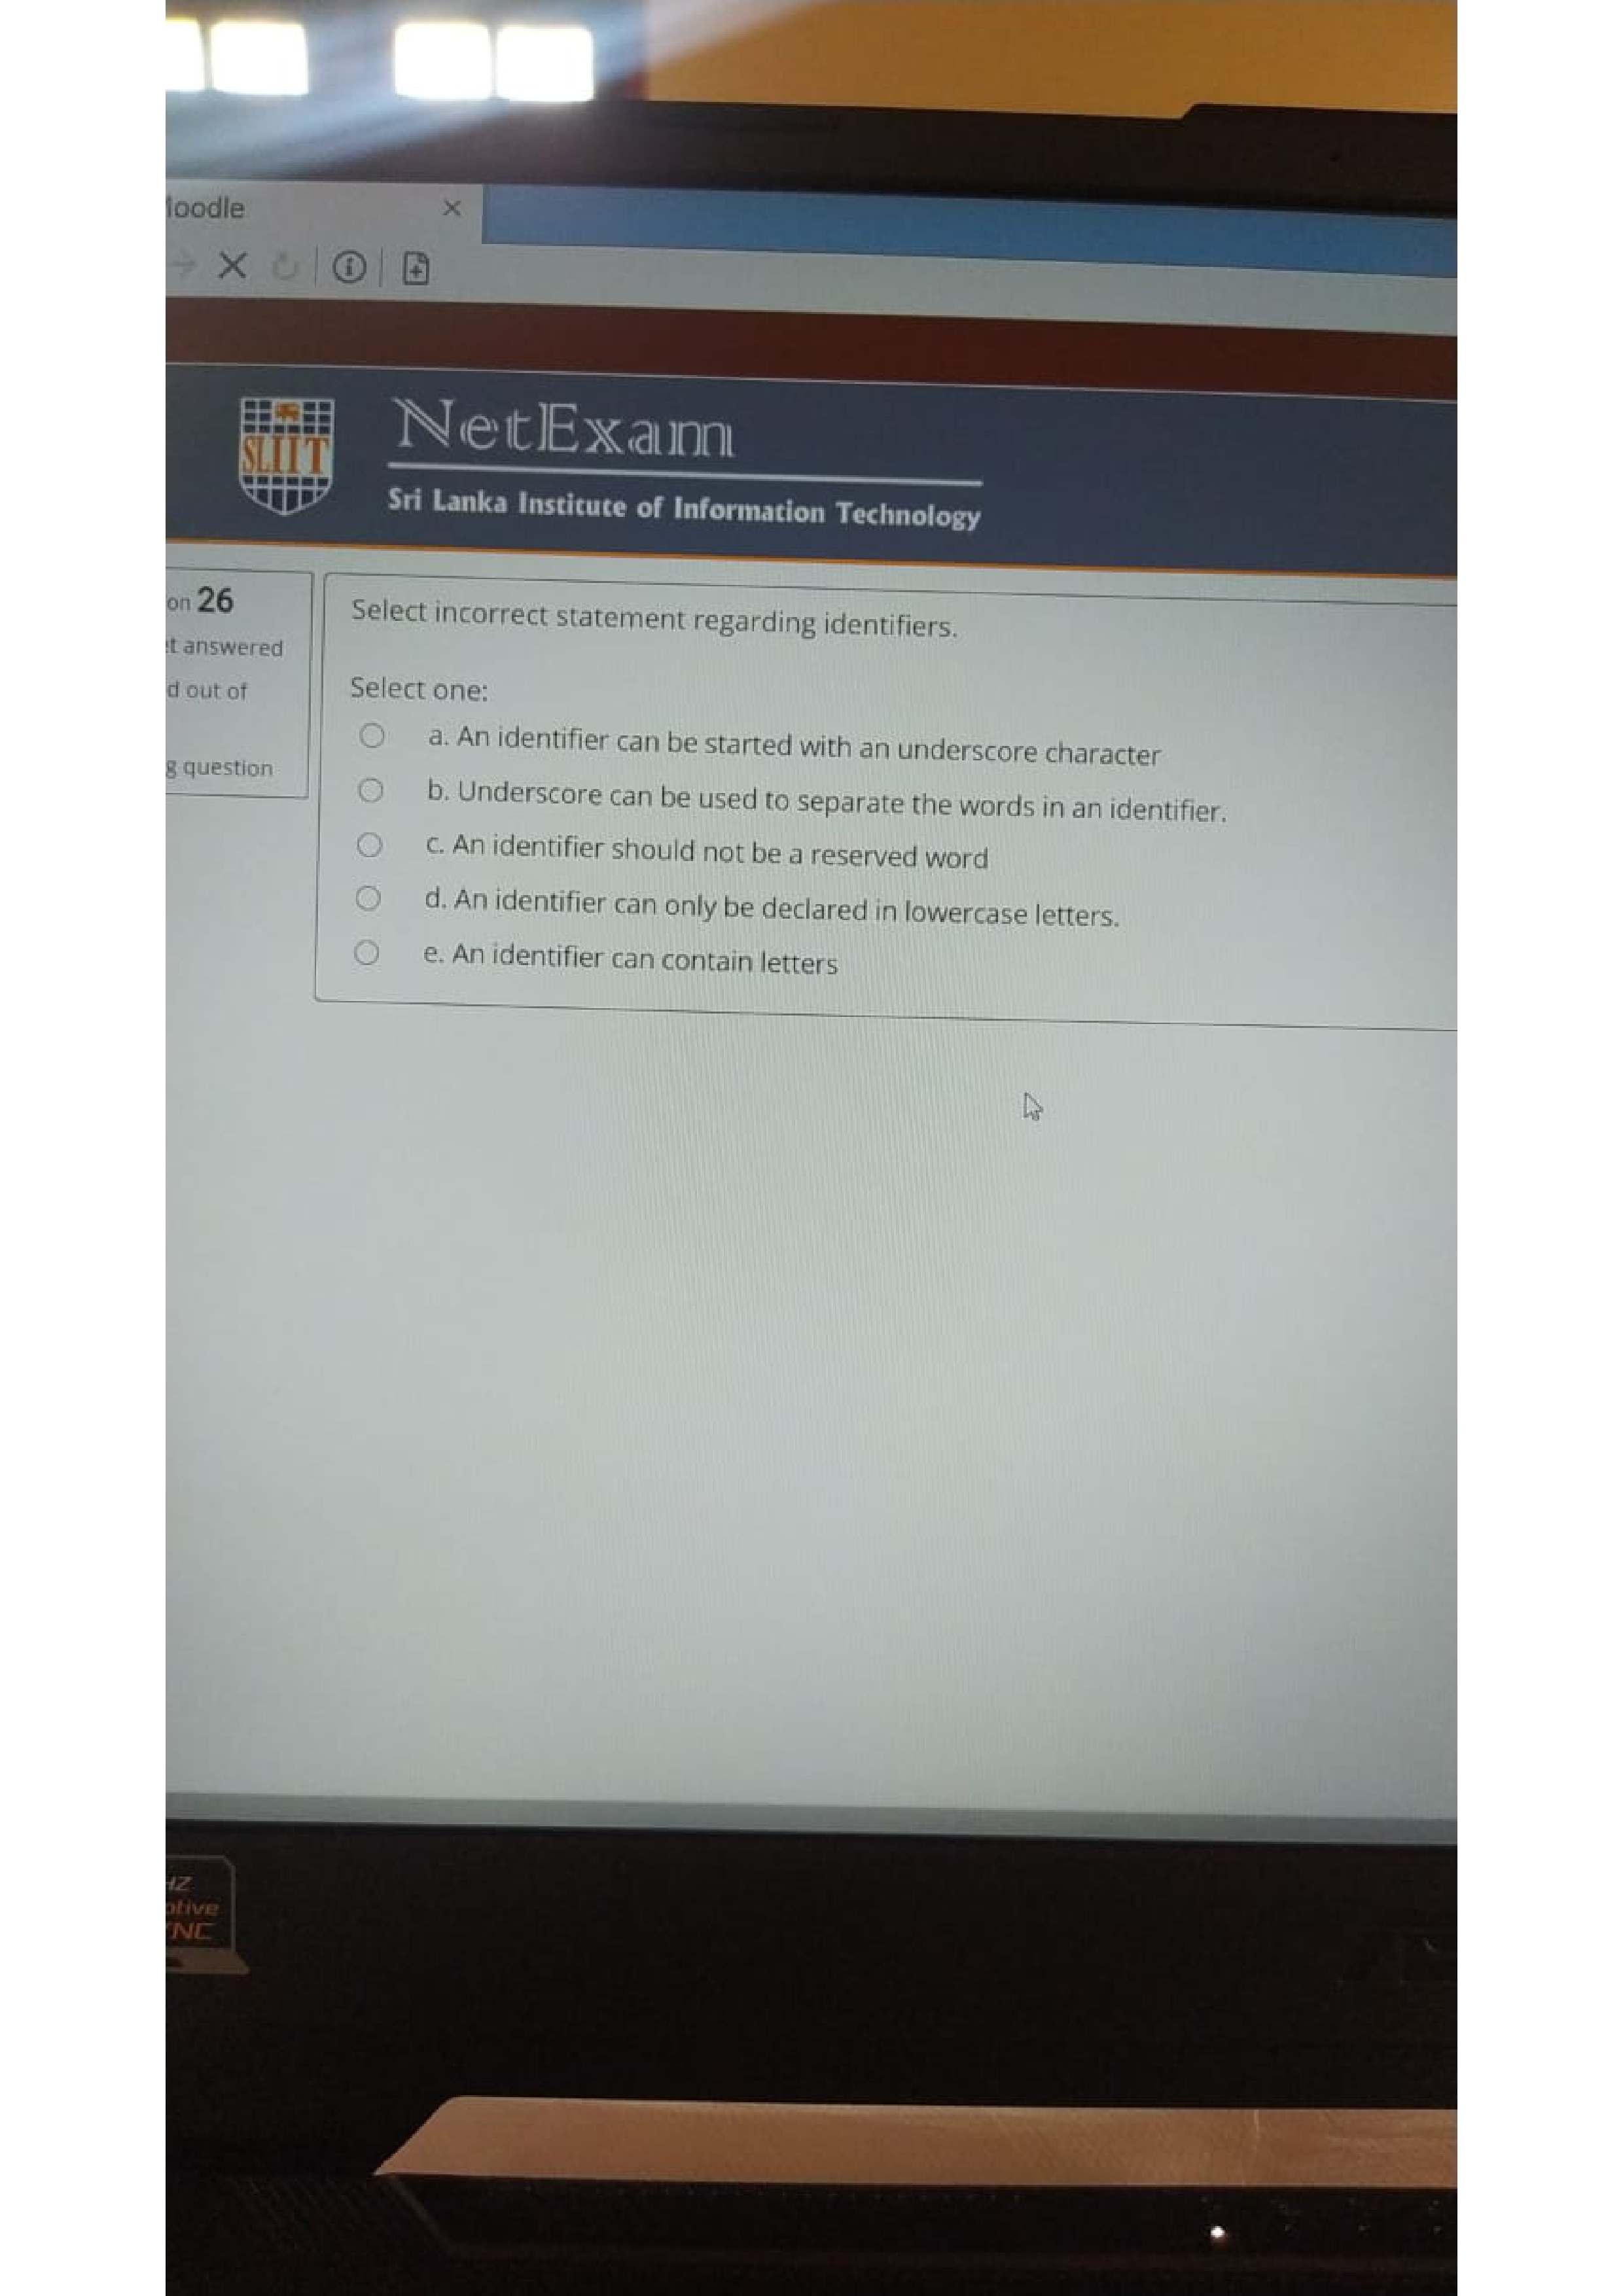 loodle
NetExam
SLIIT
Sri Lanka Institute of Information Technology
on 26
et answered
d out of
g question
Select incorrect statement regarding identifiers.
Select one:
a. An identifier can be started with an underscore character
b. Underscore can be used to separate the words in an identifier.
c. An identifier should not be a reserved word
d. An identifier can only be declared in lowercase letters.
e. An identifier can contain letters
HZ
ptive
YNC